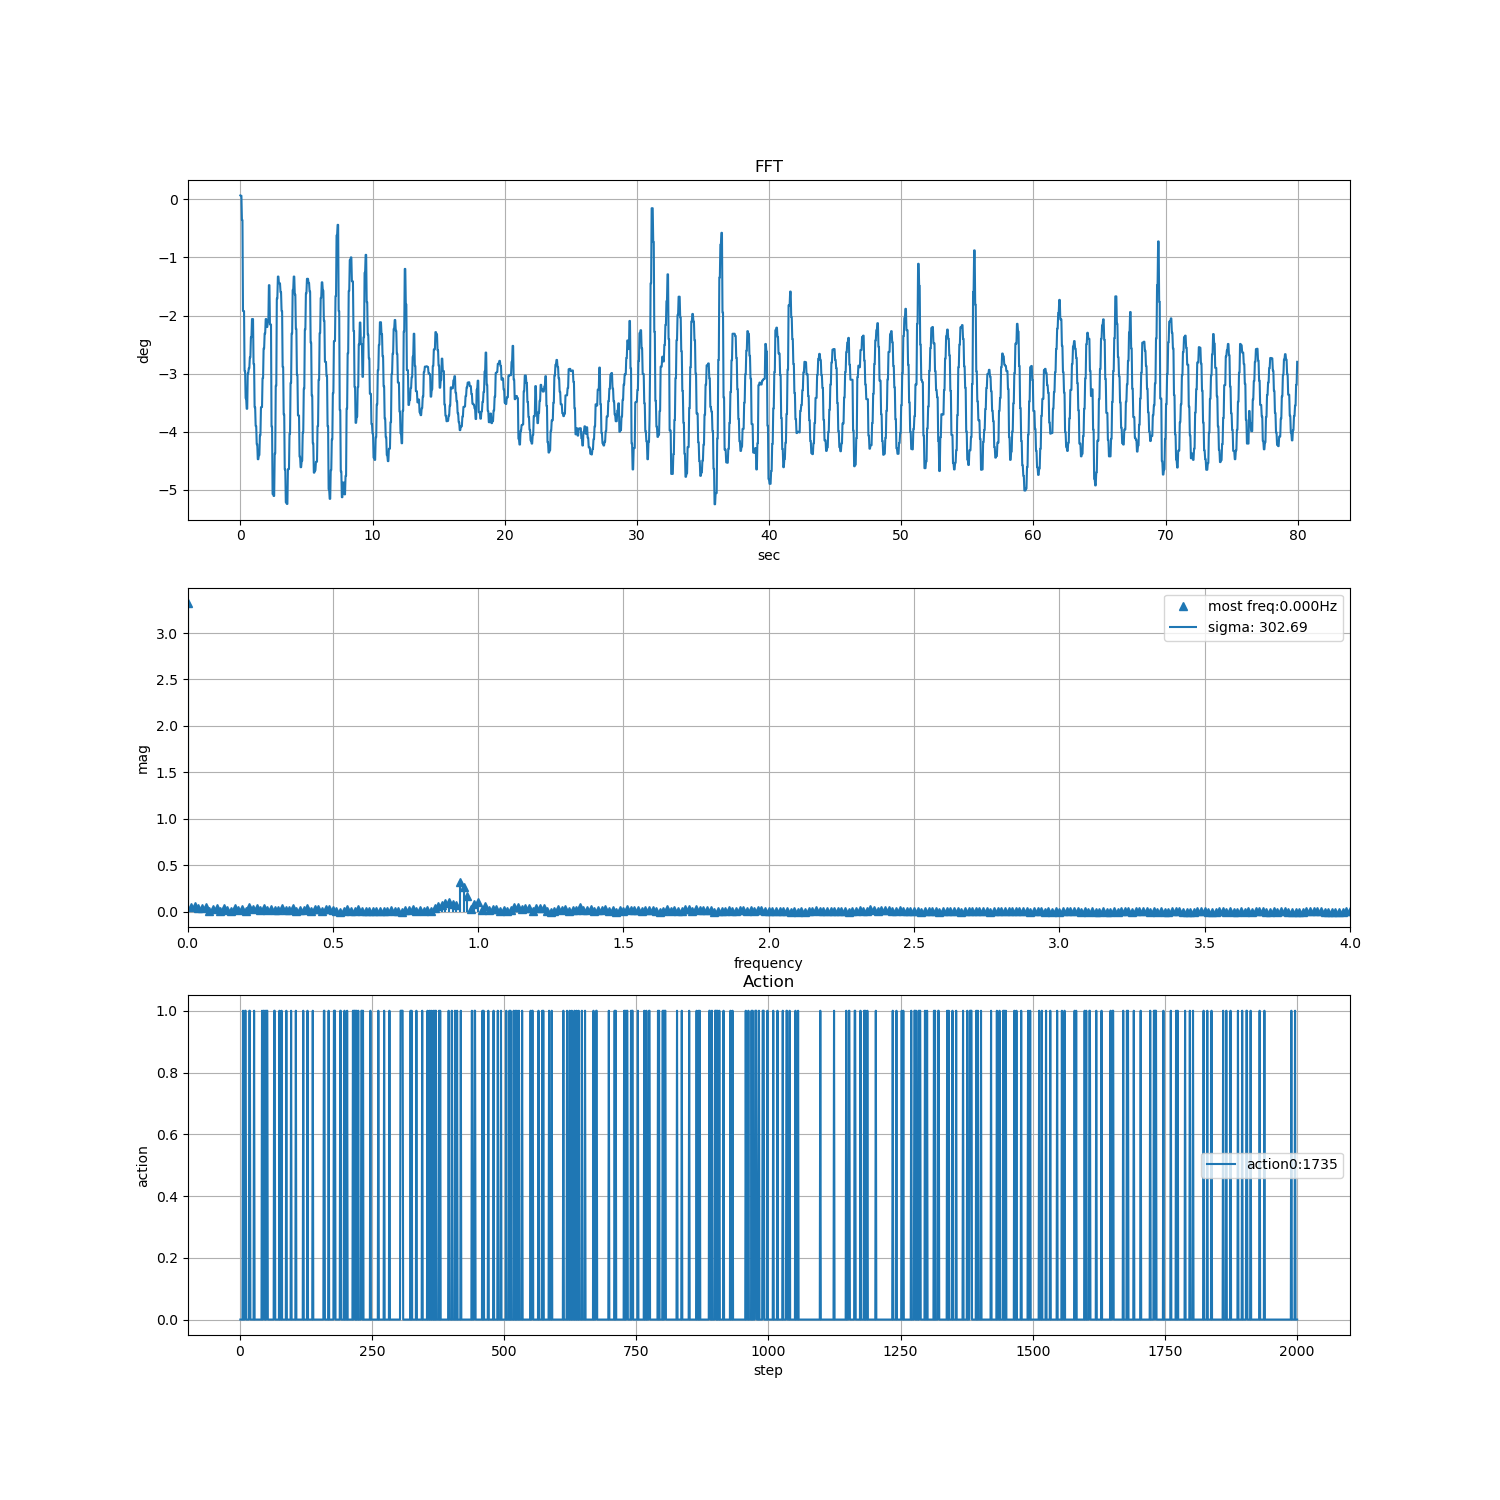 FFT
0
−1
−2
−3
−4
−5
deg
0 10 20 30 40 50 60 70 80
sec
3.0
2.5
2.0
1.5
1.0
0.5
0.0
mag
most freq:0.000Hz
sigma: 302.69
0.0 0.5 1.0 1.5 2.0 2.5 3.0 3.5 4.0
frequency
Action
1.0
0.8
0.6
0.4
0.2
0.0
action
action0:1735
0 250 500 750 1000 1250 1500 1750 2000
step